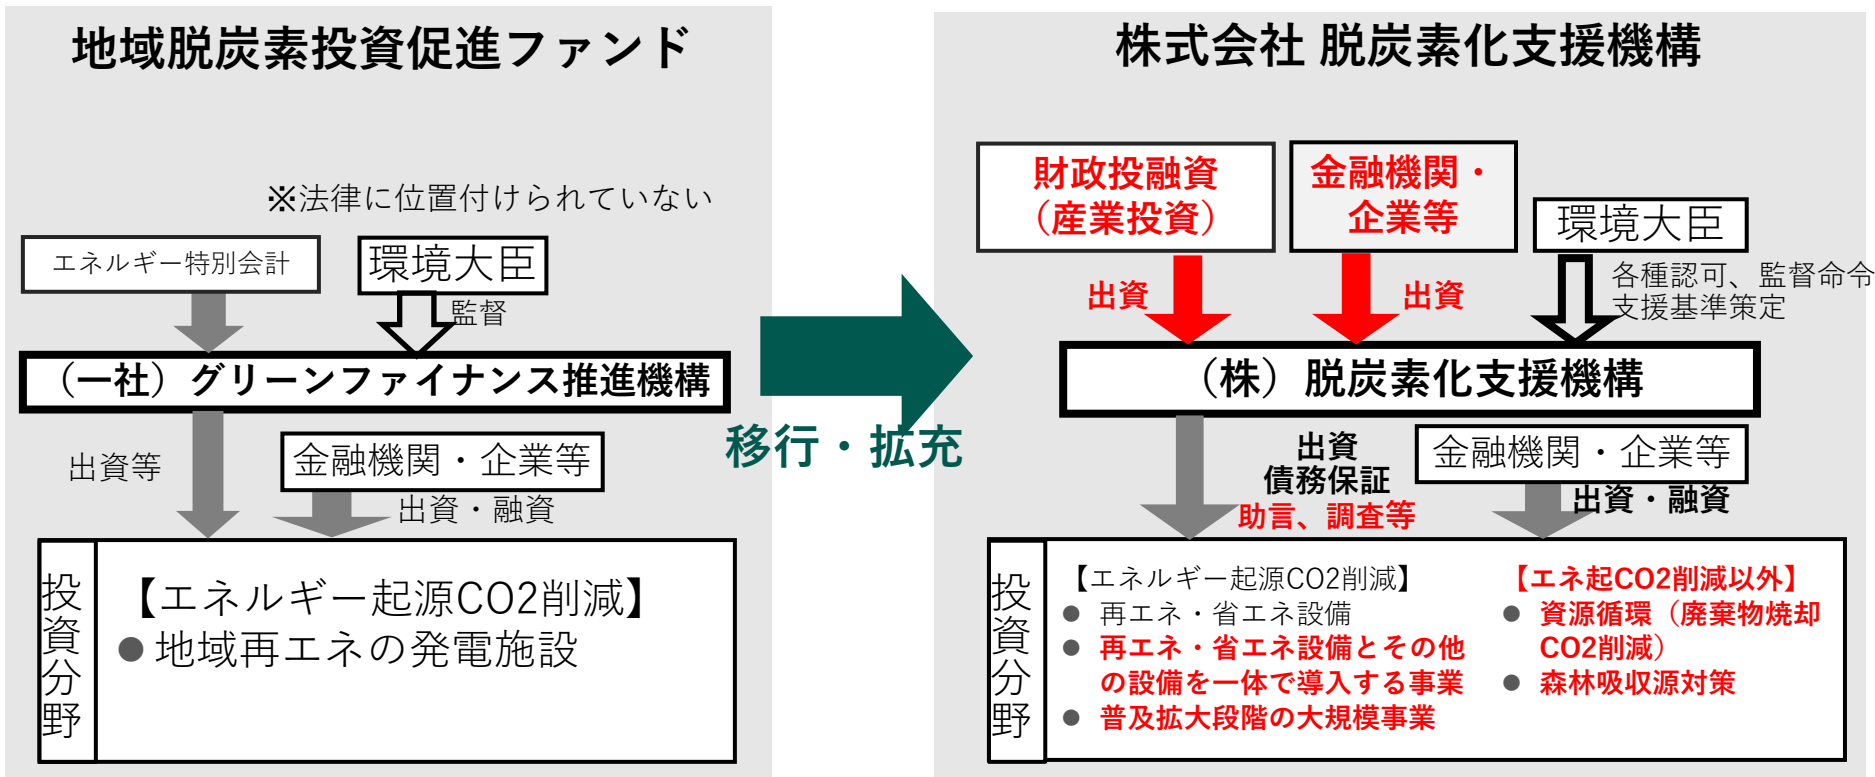 地域脱炭素投資促進ファンド
※法律に位置付けられていない
エネルギー特別会計
環境大臣
監督
（一社）グリーンファイナンス推進機構
出資等
金融機関・企業等
出資・融資
投資分野
【エネルギー起源CO2削減】
● 地域再エネの発電施設
移行・拡充
株式会社 脱炭素化支援機構
財政投融資
（産業投資）
金融機関・
企業等
環境大臣
出資
出資
各種認可、監督命令
支援基準策定
（株）脱炭素化支援機構
出資
債務保証
助言、調査等
金融機関・企業等
出資・融資
投資分野
【エネルギー起源CO2削減】
● 再エネ・省エネ設備
● 再エネ・省エネ設備とその他
の設備を一体で導入する事業
● 普及拡大段階の大規模事業
【エネ起CO2削減以外】
● 資源循環（廃棄物焼却
CO2削減）
● 森林吸収源対策